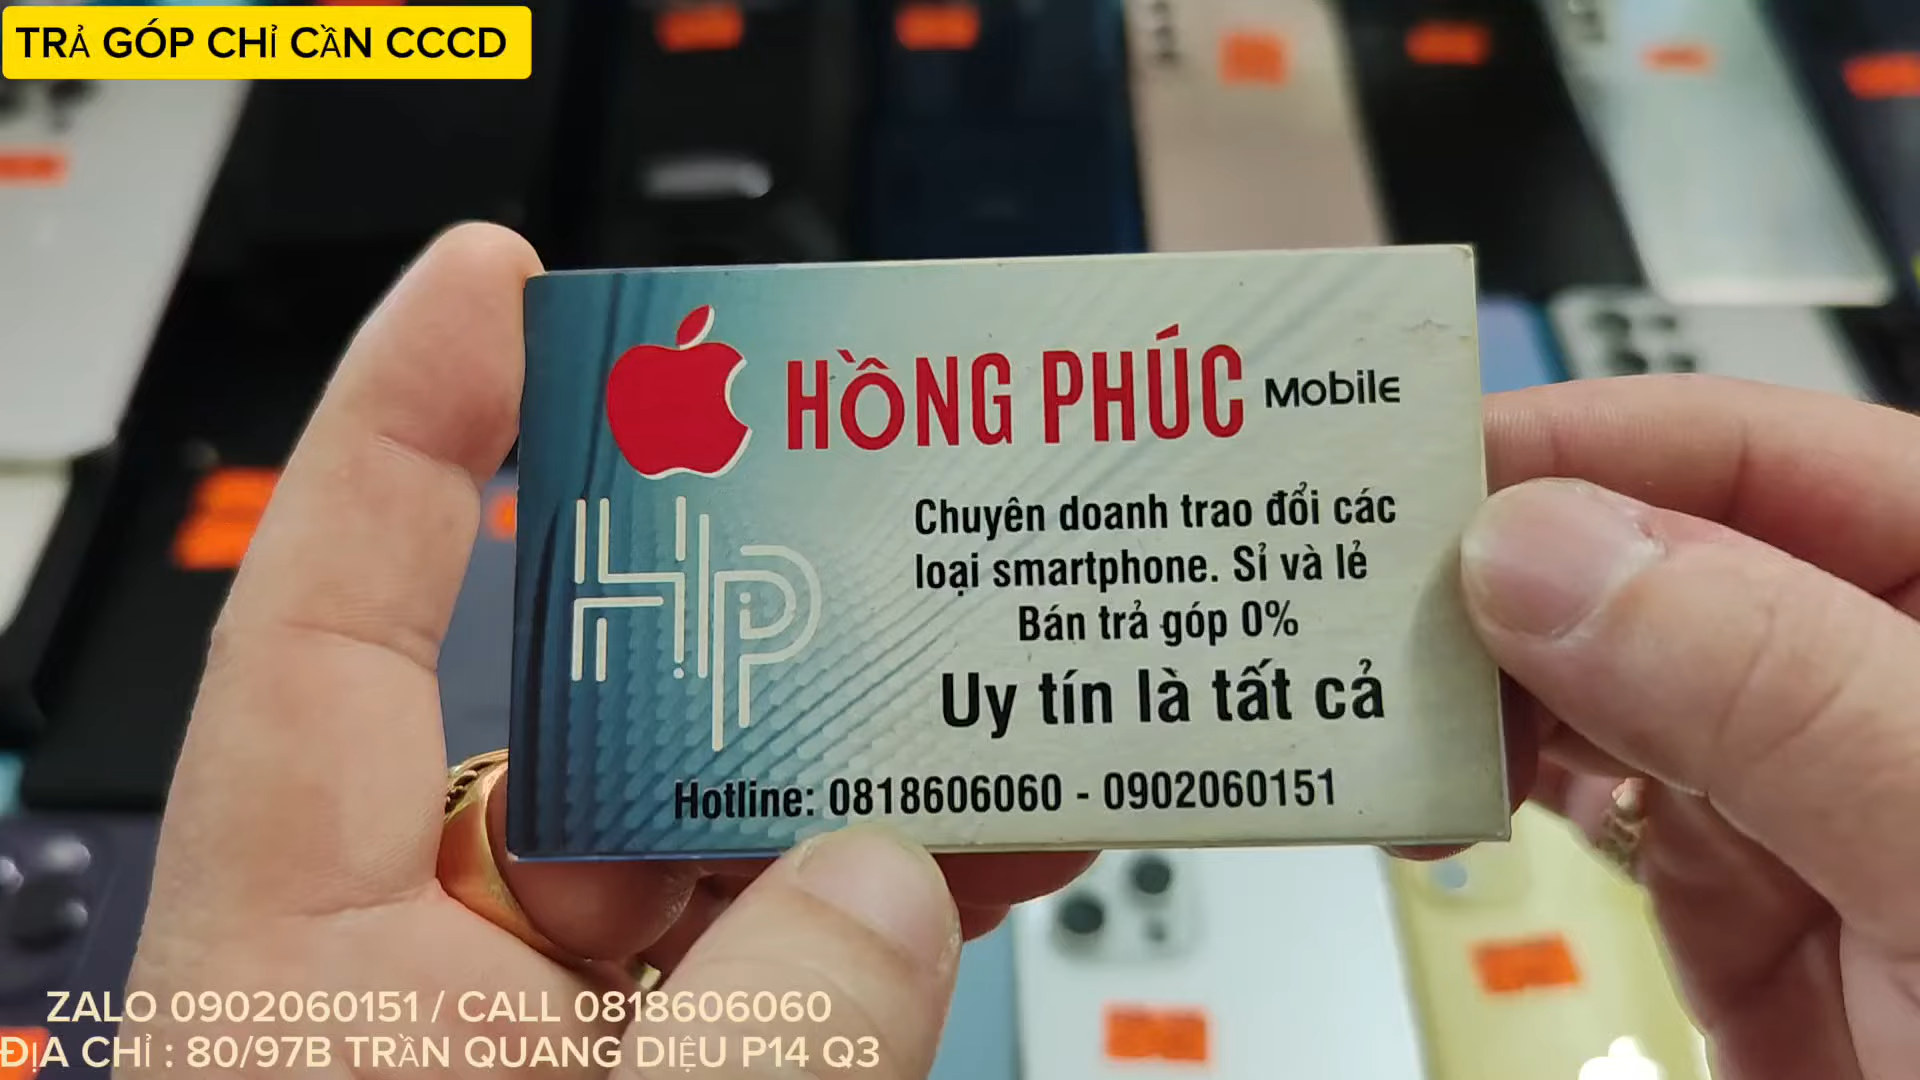 TRẢ GÓP CHỈ CẦN CCCD
HỒNG PHÚC Mobile
HP
Chuyên doanh trao đổi các
loại smartphone. Sỉ và lẻ
Bán trả góp 0%
Uy tín là tất cả
Hotline: 0818606060 - 0902060151
ZALO 0902060151 / CALL 0818606060
ĐỊA CHỈ : 80/97B TRẦN QUANG DIỆU P14 Q3